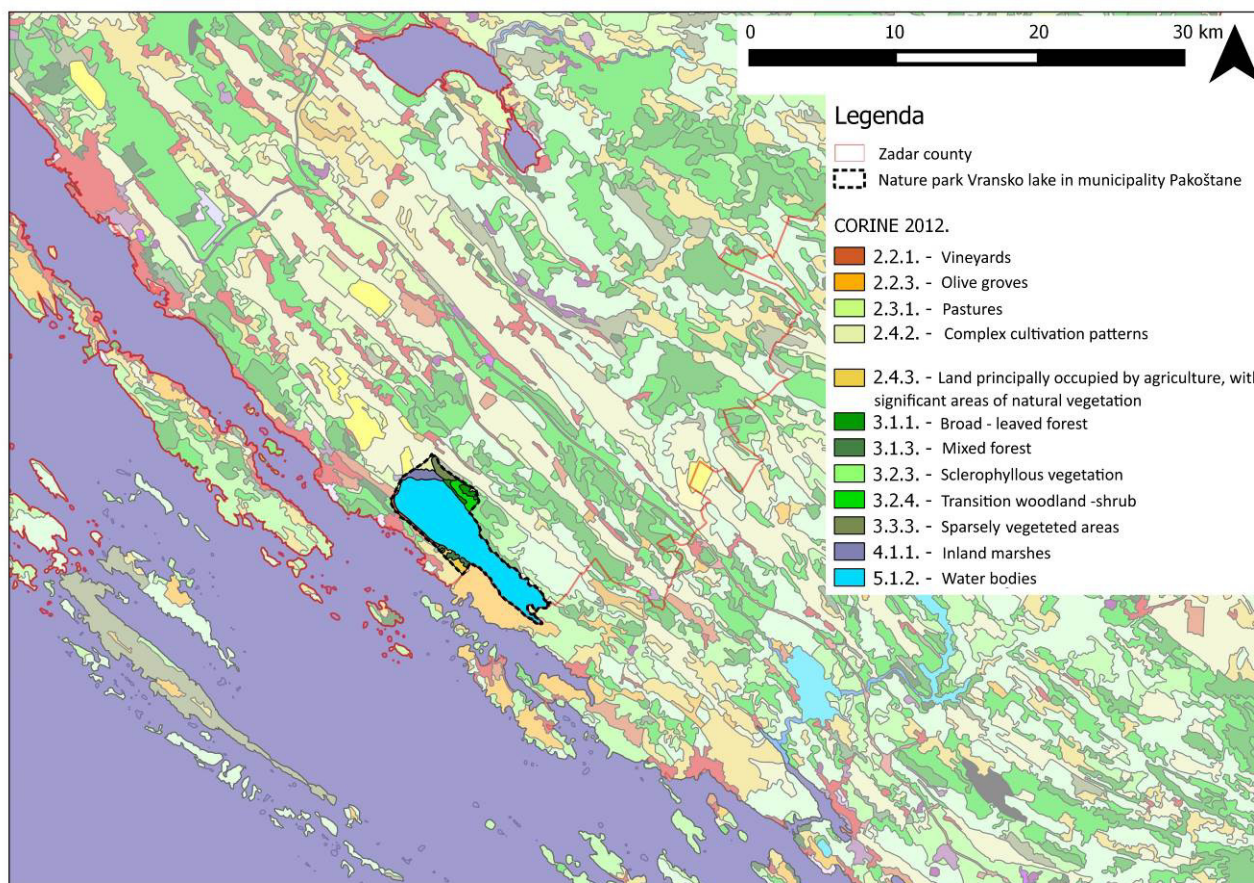 0 10 20 30 km
Legenda
Zadar county
Nature park Vransko lake in municipality Pakoštane
CORINE 2012.
2.2.1. - Vineyards
2.2.3. - Olive groves
2.3.1. - Pastures
2.4.2. - Complex cultivation patterns
2.4.3. - Land principally occupied by agriculture, with
significant areas of natural vegetation
3.1.1. - Broad - leaved forest
3.1.3. - Mixed forest
3.2.3. - Sclerophyllous vegetation
3.2.4. - Transition woodland -shrub
3.3.3. - Sparsely vegeteted areas
4.1.1. - Inland marshes
5.1.2. - Water bodies